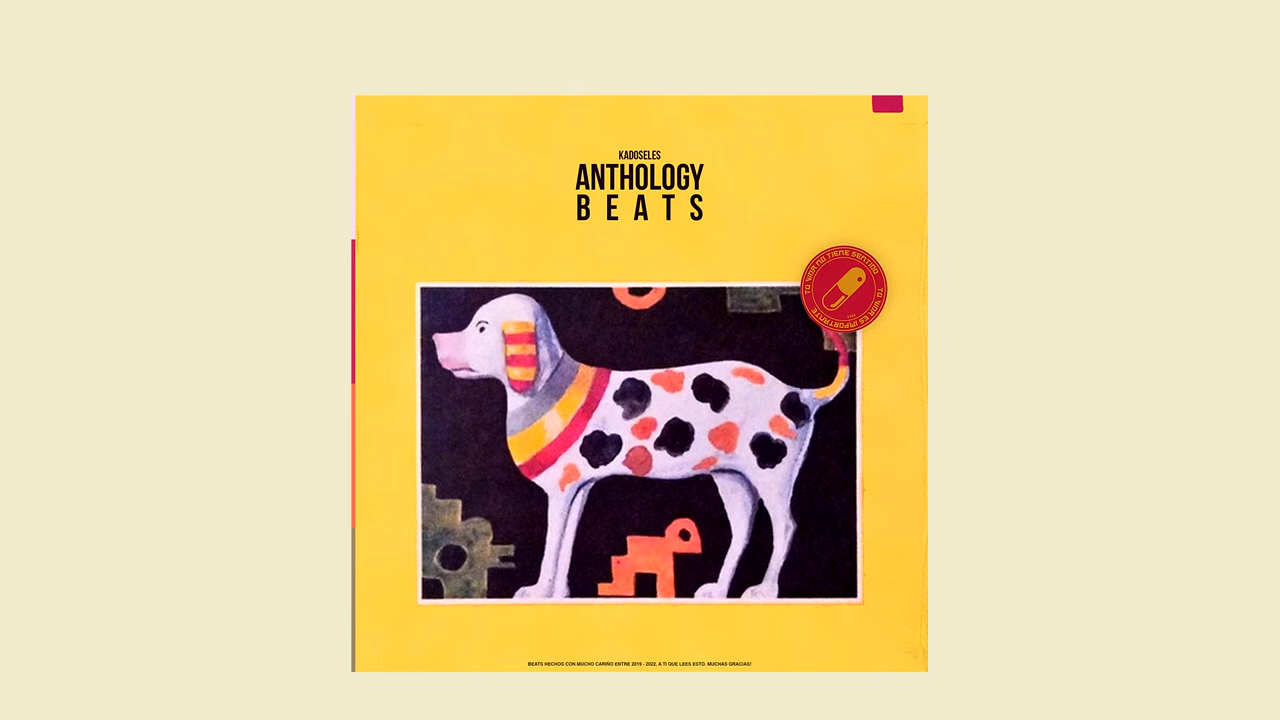 KADOSELES
ANTHOLOGY
BEATS
TU VIDA NO TIENE SENTIDO
TU VIDA ES IMPORTANTE
BEATS HECHOS CON MUCHO CARIÑO ENTRE 2019 - 2022, A TI QUE LEES ESTO. MUCHAS GRACIAS!